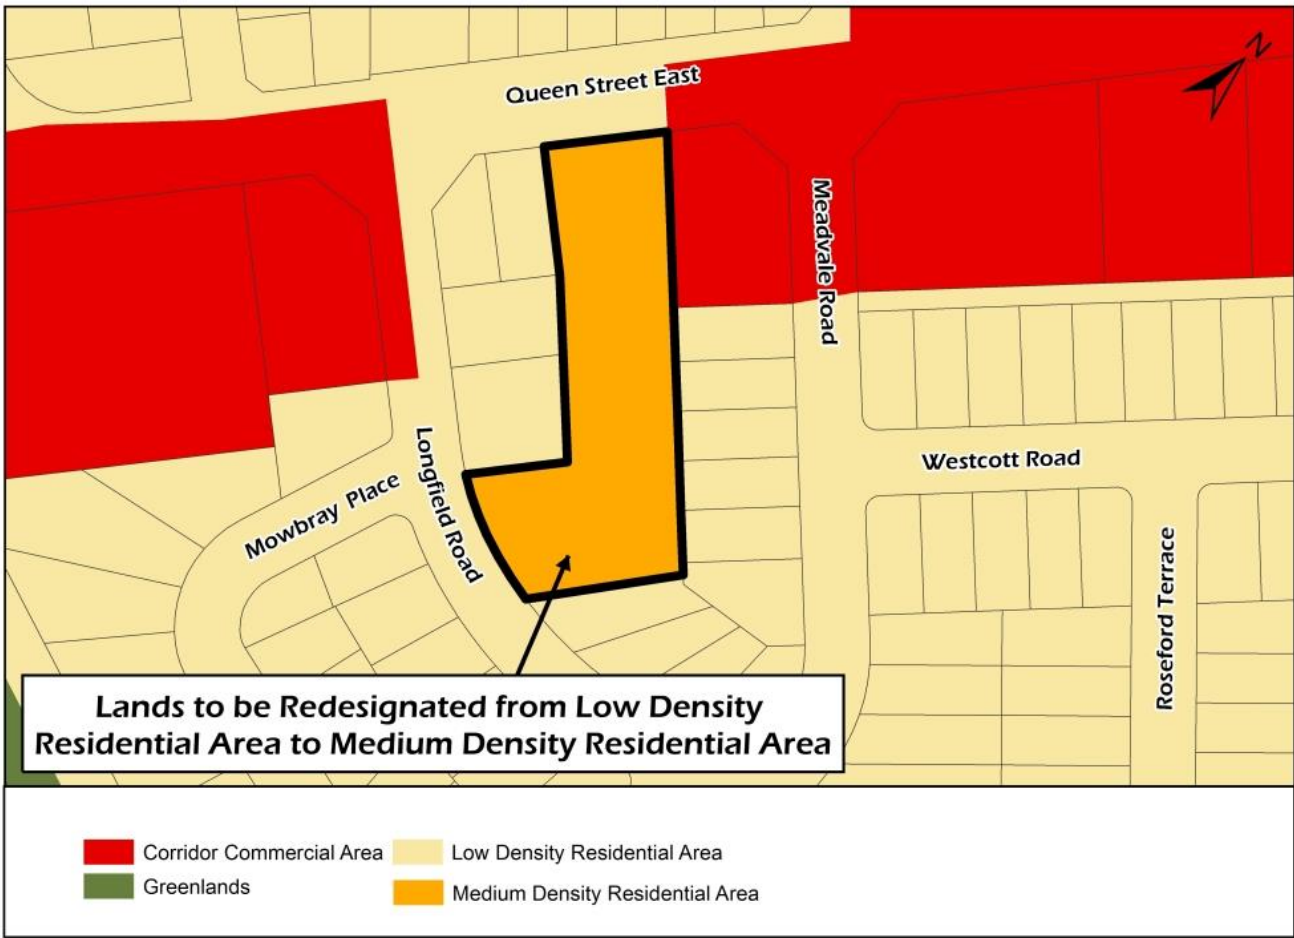 N
Queen Street East
Meadvale Road
Longfield Road
Mowbray Place
Westcott Road
Roseford Terrace
Lands to be Redesignated from Low Density
Residential Area to Medium Density Residential Area
Corridor Commercial Area
Low Density Residential Area
Greenlands
Medium Density Residential Area